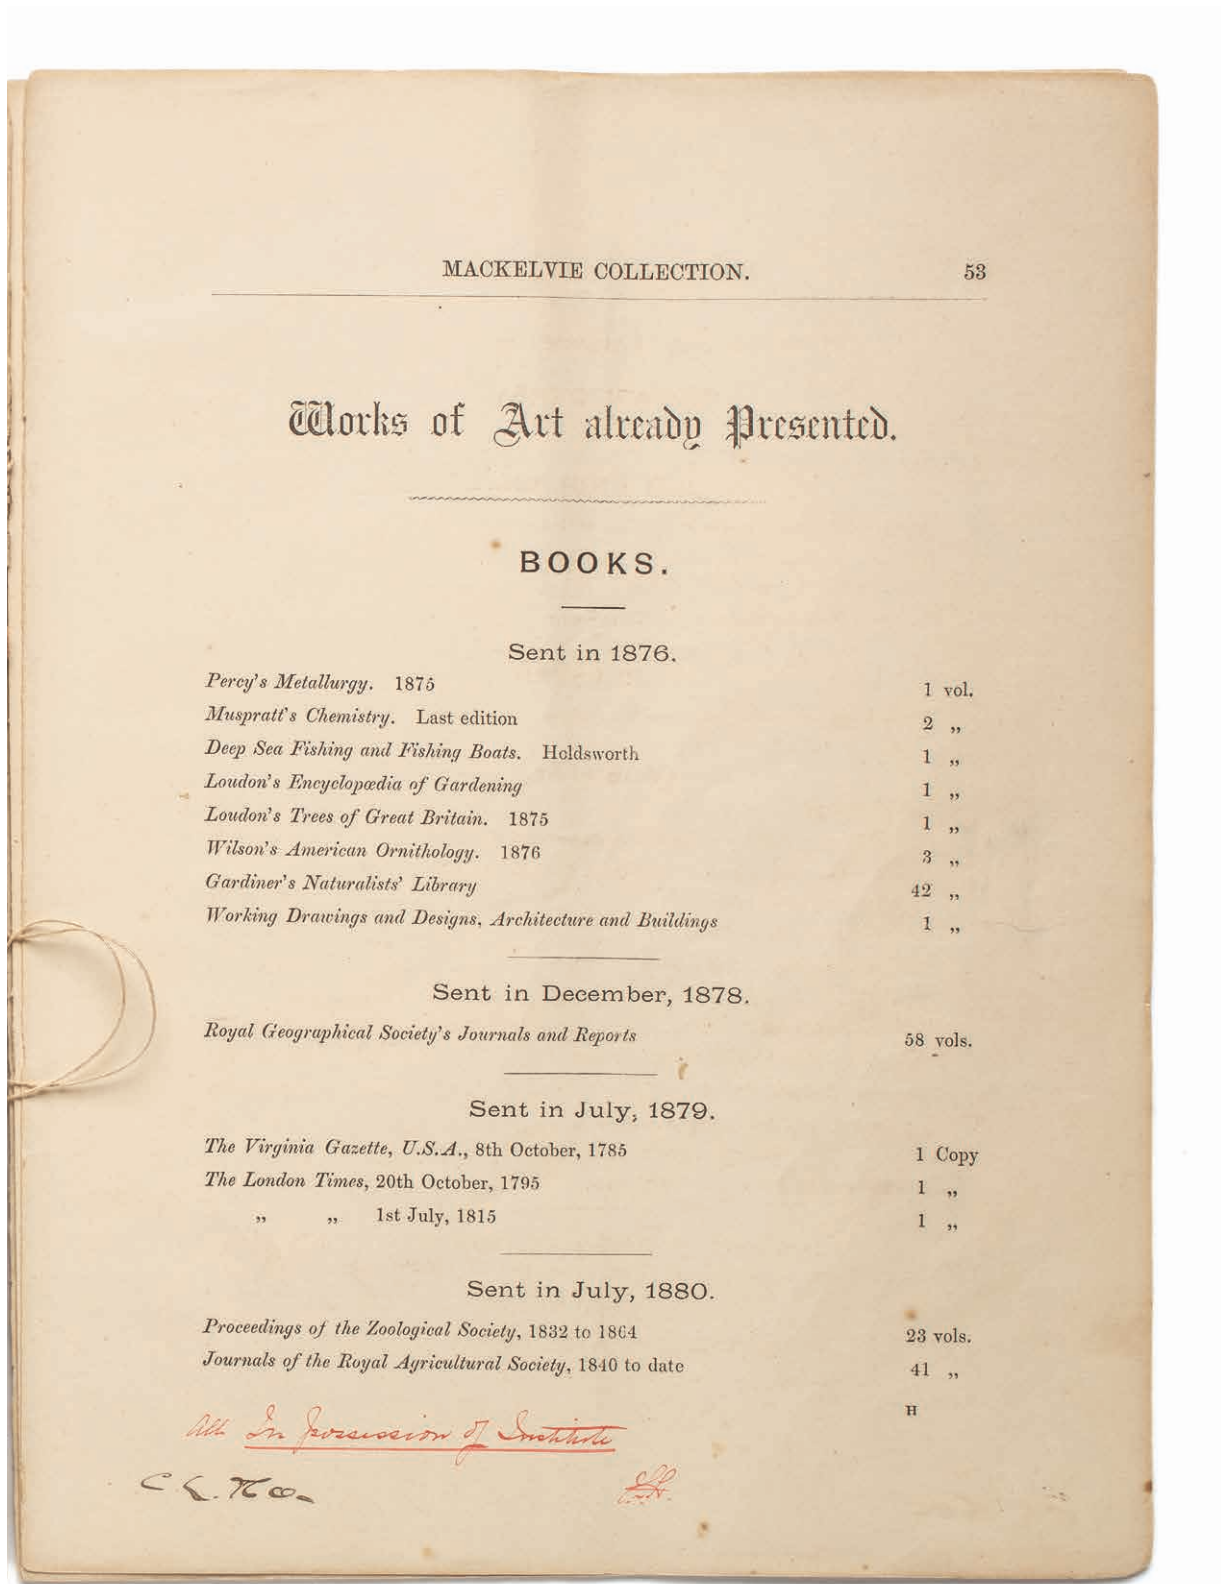 MACKELVIE COLLECTION. 53
Works of Art already Presented.
BOOKS.
Sent in 1876.
Percy's Metallurgy. 1875 1 vol.
Muspratt's Chemistry. Last edition 2 „
Deep Sea Fishing and Fishing Boats. Holdsworth 1 „
Loudon's Encyclopædia of Gardening 1 „
Loudon's Trees of Great Britain. 1875 1 „
Wilson's American Ornithology. 1876 3 „
Gardiner's Naturalists' Library 42 „
Working Drawings and Designs, Architecture and Buildings 1 „
Sent in December, 1878.
Royal Geographical Society's Journals and Reports 58 vols.
Sent in July, 1879.
The Virginia Gazette, U.S.A., 8th October, 1785 1 Copy
The London Times, 20th October, 1795 1 „
„ „ 1st July, 1815 1 „
Sent in July, 1880.
Proceedings of the Zoological Society, 1832 to 1864 23 vols.
Journals of the Royal Agricultural Society, 1840 to date 41 „
H
All In possession of Institute